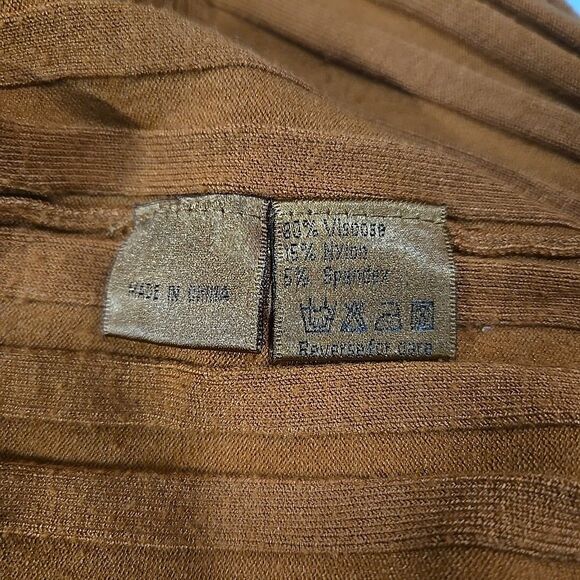 MADE IN CHINA
80% Viscose
15% Nylon
5% Spandex
Reverse for care